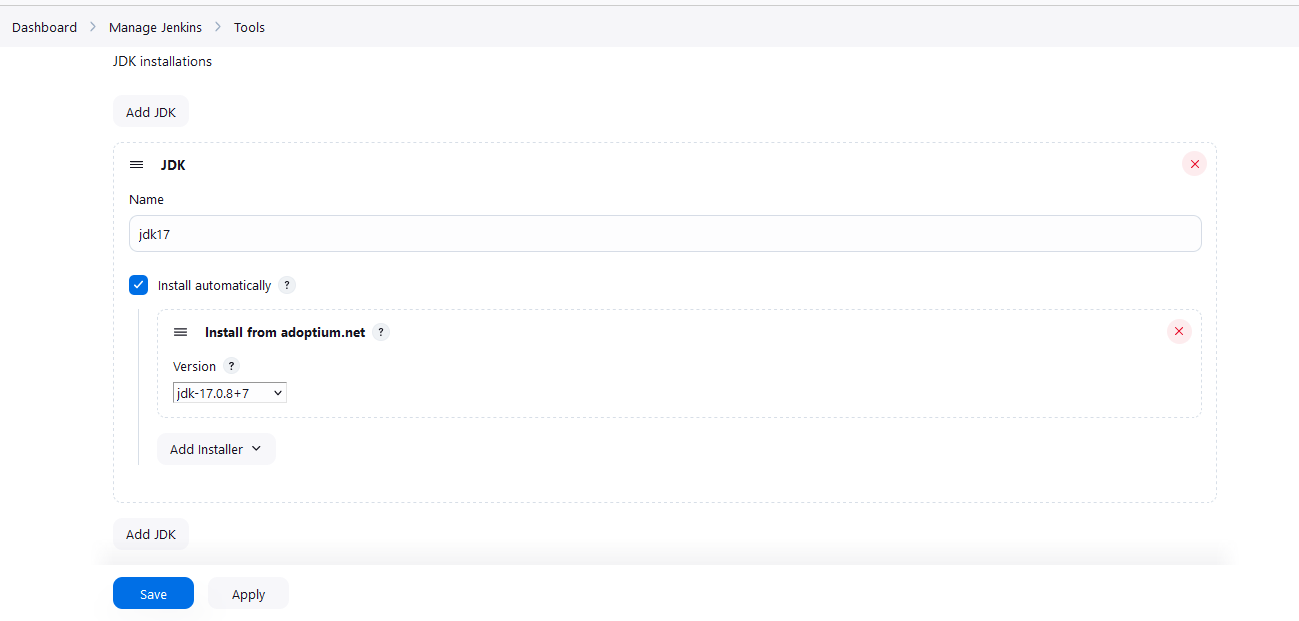 Dashboard > Manage Jenkins > Tools
JDK installations
Add JDK
JDK
Name
jdk17
Install automatically ?
Install from adoptium.net ?
Version ?
jdk-17.0.8+7
Add Installer
Add JDK
Save Apply